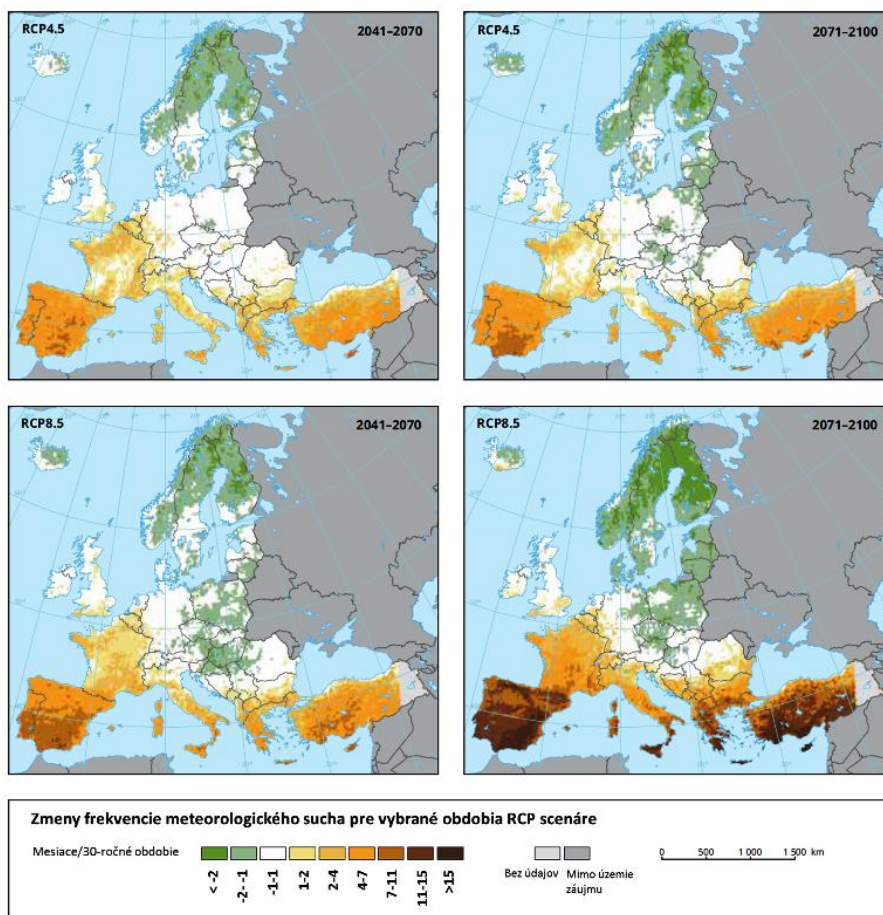 RCP4.5 2041–2070
RCP4.5 2071–2100
RCP8.5 2041–2070
RCP8.5 2071–2100
Zmeny frekvencie meteorologického sucha pre vybrané obdobia RCP scenáre
Mesiace/30-ročné obdobie
< -2
-2- -1
-1-1
1-2
2-4
4-7
7-11
11-15
>15
Bez údajov
Mimo územie
záujmu
0 500 1 000 1 500 km